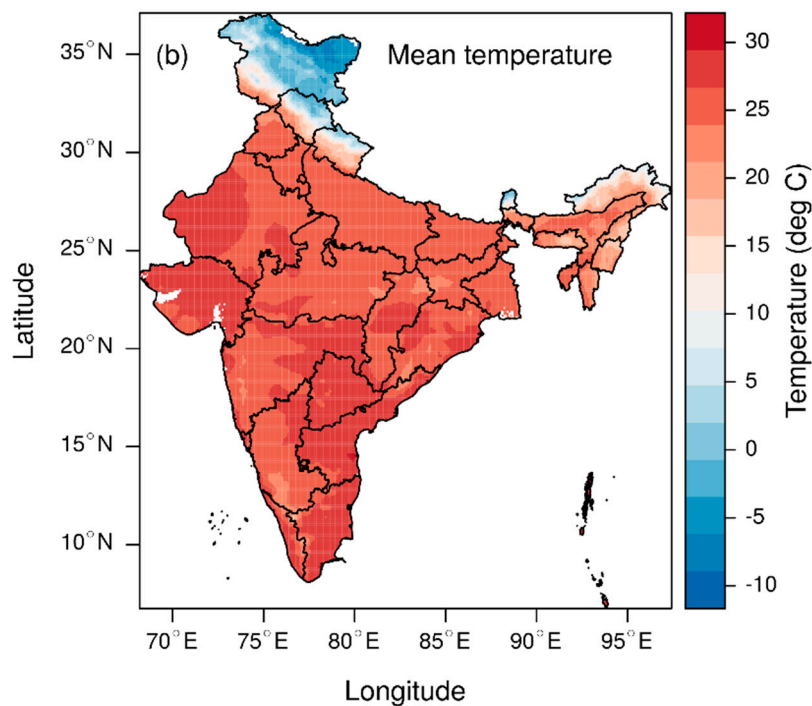 (b) Mean temperature
35°N
30°N
25°N
20°N
15°N
10°N
Latitude
70°E 75°E 80°E 85°E 90°E 95°E
Longitude
30
25
20
15
10
5
0
-5
-10
Temperature (deg C)